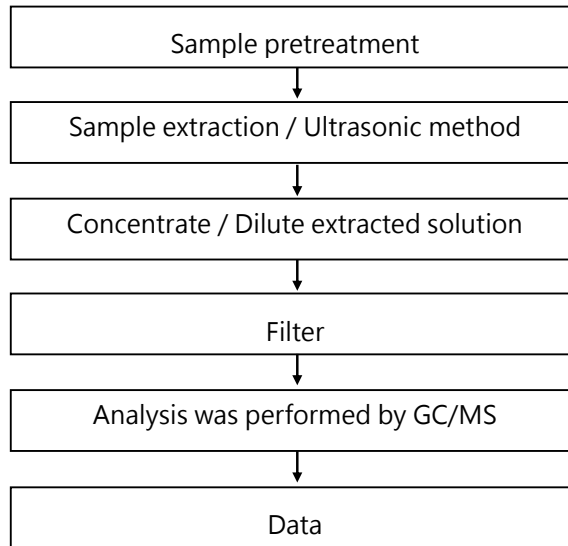 Sample pretreatment
Sample extraction / Ultrasonic method
Concentrate / Dilute extracted solution
Filter
Analysis was performed by GC/MS
Data